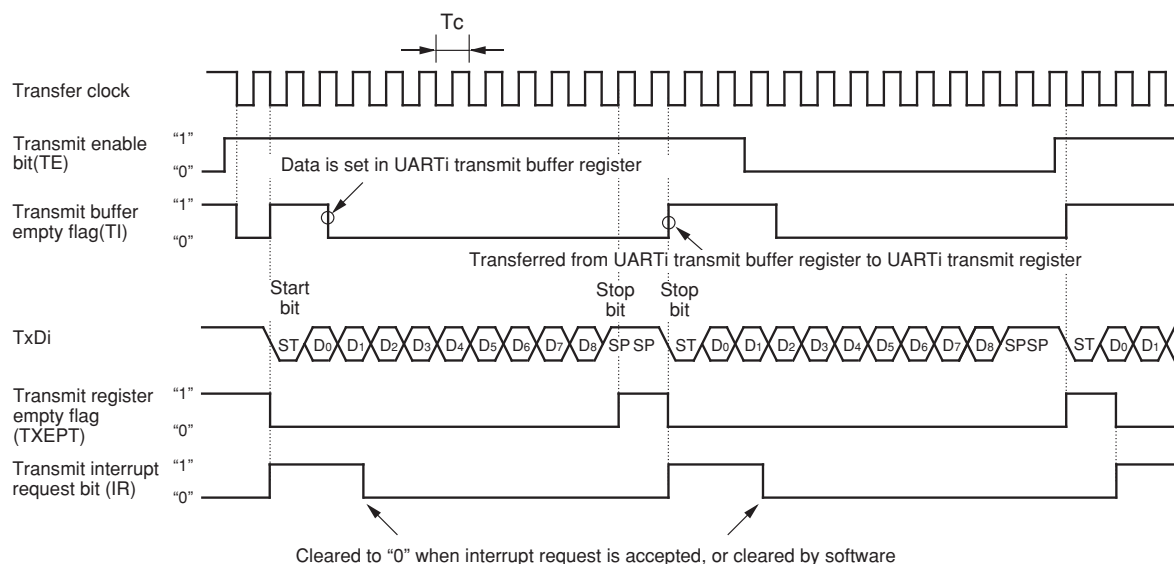 Tc
Transfer clock
Transmit enable
bit(TE)
“1”
“0”
Data is set in UARTi transmit buffer register
Transmit buffer
empty flag(TI)
“1”
“0”
Transferred from UARTi transmit buffer register to UARTi transmit register
Start
bit
Stop
bit
Stop
bit
TxDi
ST D0 D1 D2 D3 D4 D5 D6 D7 D8 SP SP ST D0 D1 D2 D3 D4 D5 D6 D7 D8 SPSP ST D0 D1
Transmit register
empty flag
(TXEPT)
“1”
“0”
Transmit interrupt
request bit (IR)
“1”
“0”
Cleared to “0” when interrupt request is accepted, or cleared by software